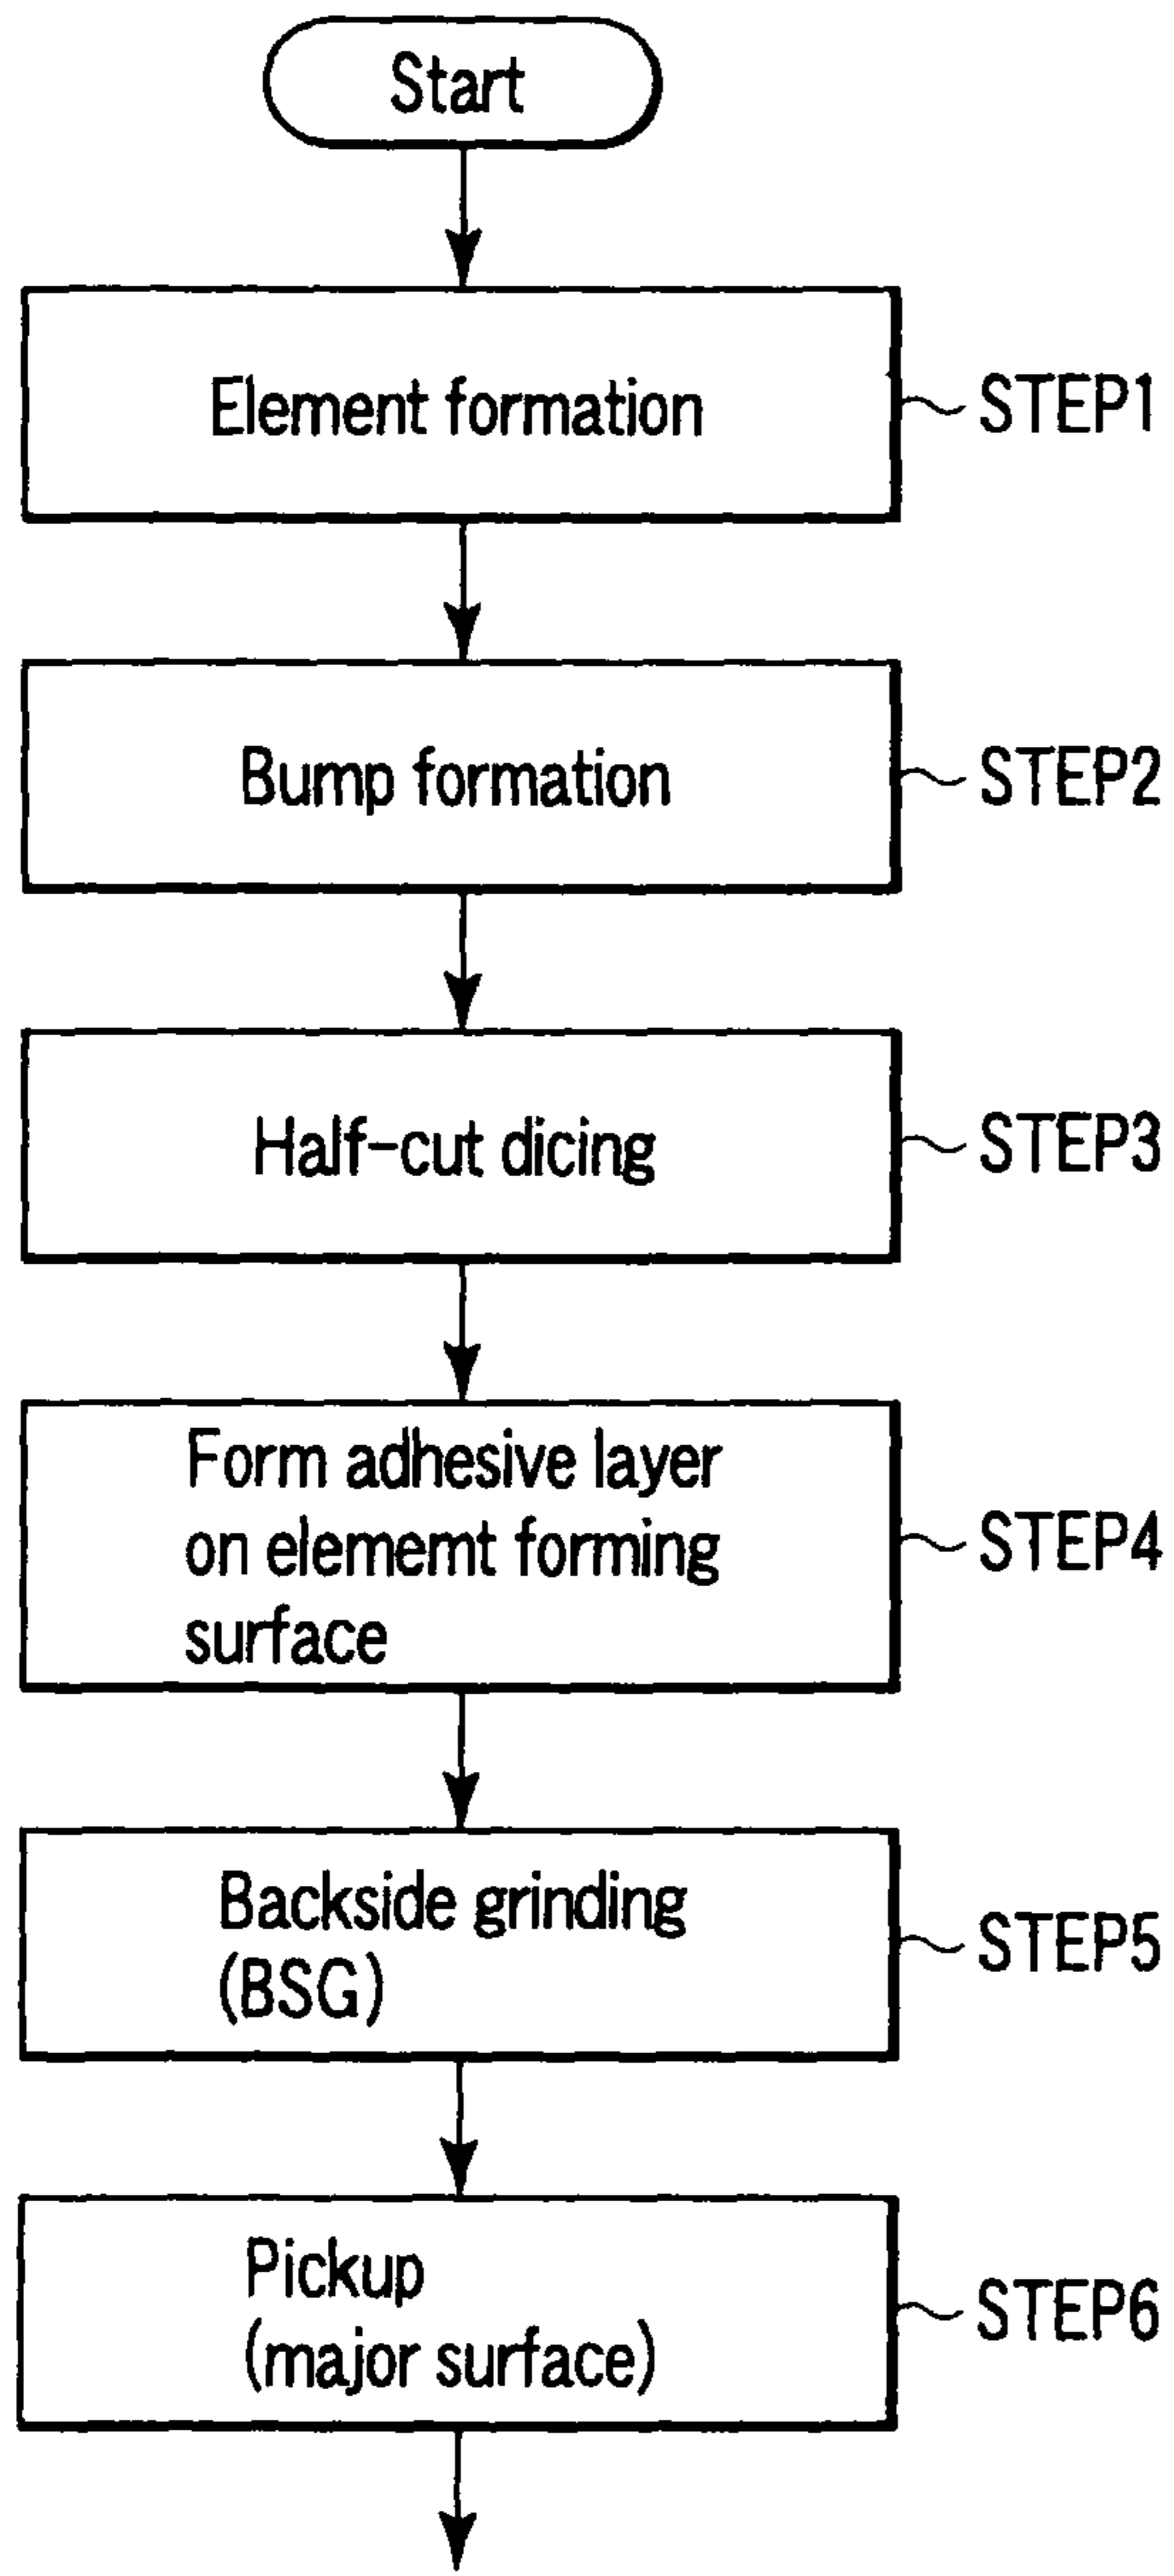 Start
Element formation
STEP1
Bump formation
STEP2
Half-cut dicing
STEP3
Form adhesive layer
on elememt forming
surface
STEP4
Backside grinding
(BSG)
STEP5
Pickup
(major surface)
STEP6